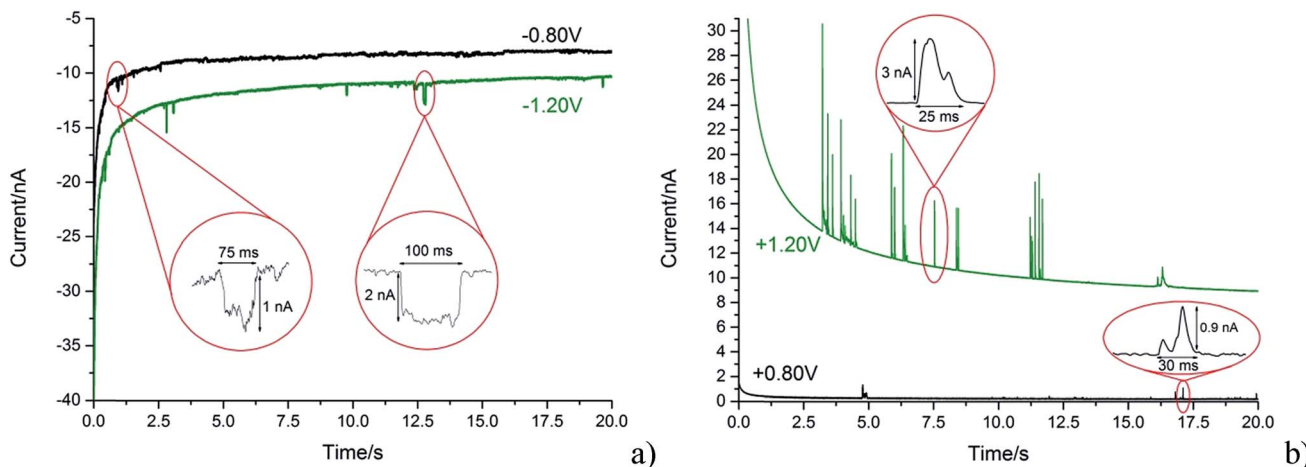 -5
-10
-15
-20
-25
-30
-35
-40
Current/nA
-0.80V
-1.20V
75 ms
1 nA
100 ms
2 nA
0.0
2.5
5.0
7.5
10.0
12.5
15.0
17.5
20.0
Time/s
a)
30
28
26
24
22
20
18
16
14
12
10
8
6
4
2
0
Current/nA
3 nA
25 ms
+1.20V
+0.80V
0.9 nA
30 ms
0.0
2.5
5.0
7.5
10.0
12.5
15.0
17.5
20.0
Time/s
b)